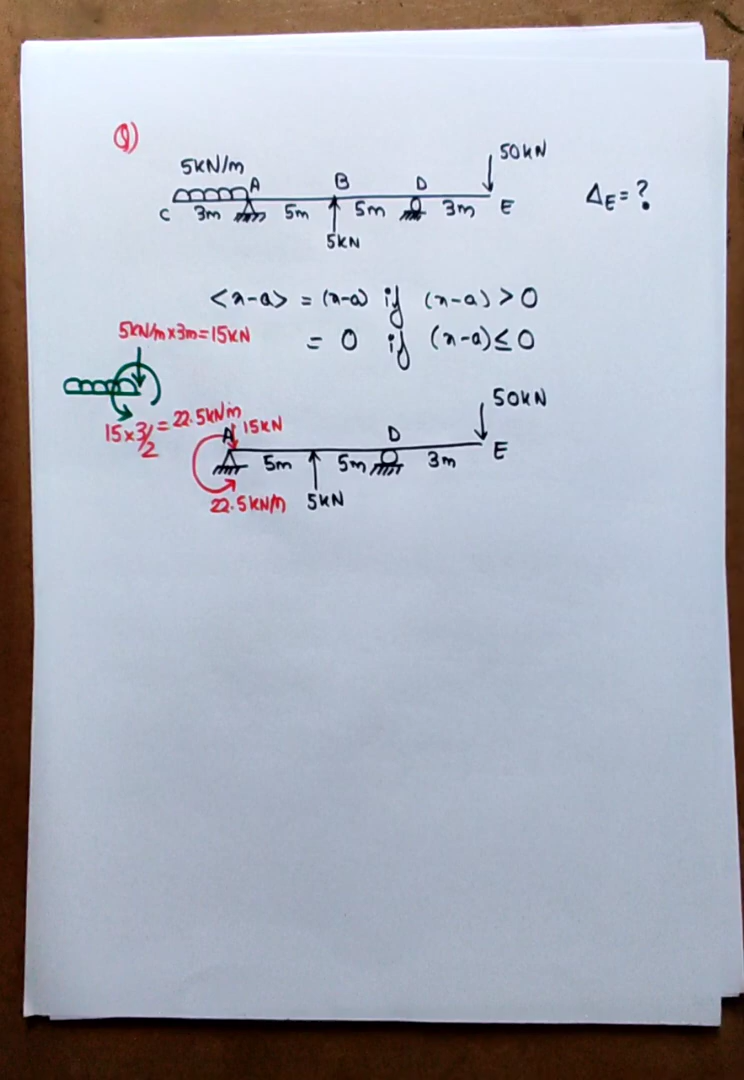 Q)
5KN/m
50KN
A
B
D
C 3m 5m 5m 3m E
ΔE = ?
5KN
<x-a> = (x-a) if (x-a) > 0
= 0 if (x-a) ≤ 0
5KN/m×3m=15KN
15×3/2 = 22.5KNm
50KN
A 15KN
D
5m 5m 3m E
22.5KN/m 5KN